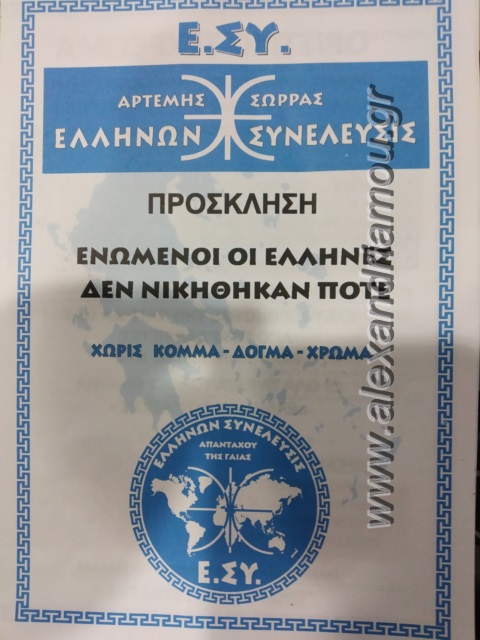 Ε.ΣΥ.
ΑΡΤΕΜΗΣ ΣΩΡΡΑΣ
ΕΛΛΗΝΩΝ ΣΥΝΕΛΕΥΣΙΣ
ΠΡΟΣΚΛΗΣΗ
ΕΝΩΜΕΝΟΙ ΟΙ ΕΛΛΗΝΕΣ
ΔΕΝ ΝΙΚΗΘΗΚΑΝ ΠΟΤΕ
ΧΩΡΙΣ ΚΟΜΜΑ - ΔΟΓΜΑ - ΧΡΩΜΑ
ΕΛΛΗΝΩΝ ΣΥΝΕΛΕΥΣΙΣ
ΑΠΑΝΤΑΧΟΥ
ΤΗΣ ΓΑΙΑΣ
Ε.ΣΥ.
www.alexandriamou.gr